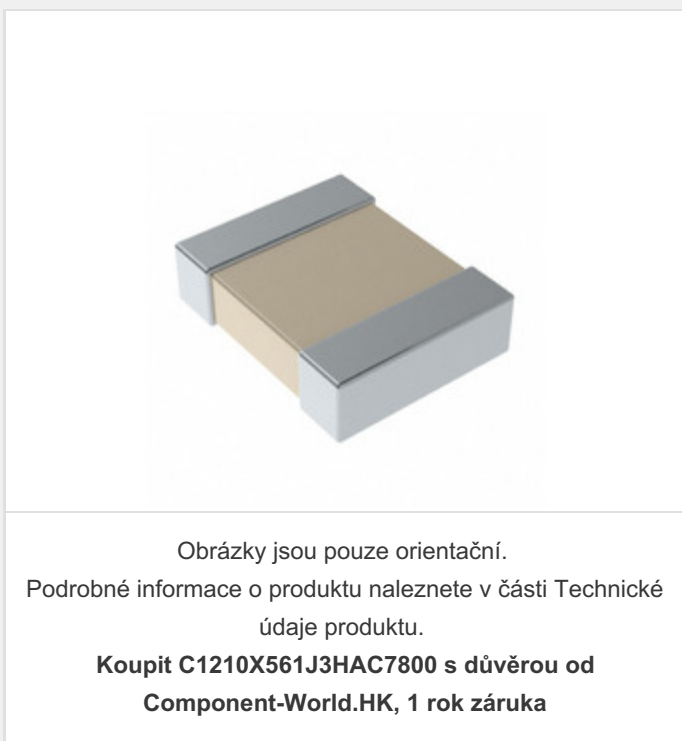 Obrázky jsou pouze orientační.
Podrobné informace o produktu naleznete v části Technické
údaje produktu.
Koupit C1210X561J3HAC7800 s důvěrou od
Component-World.HK, 1 rok záruka